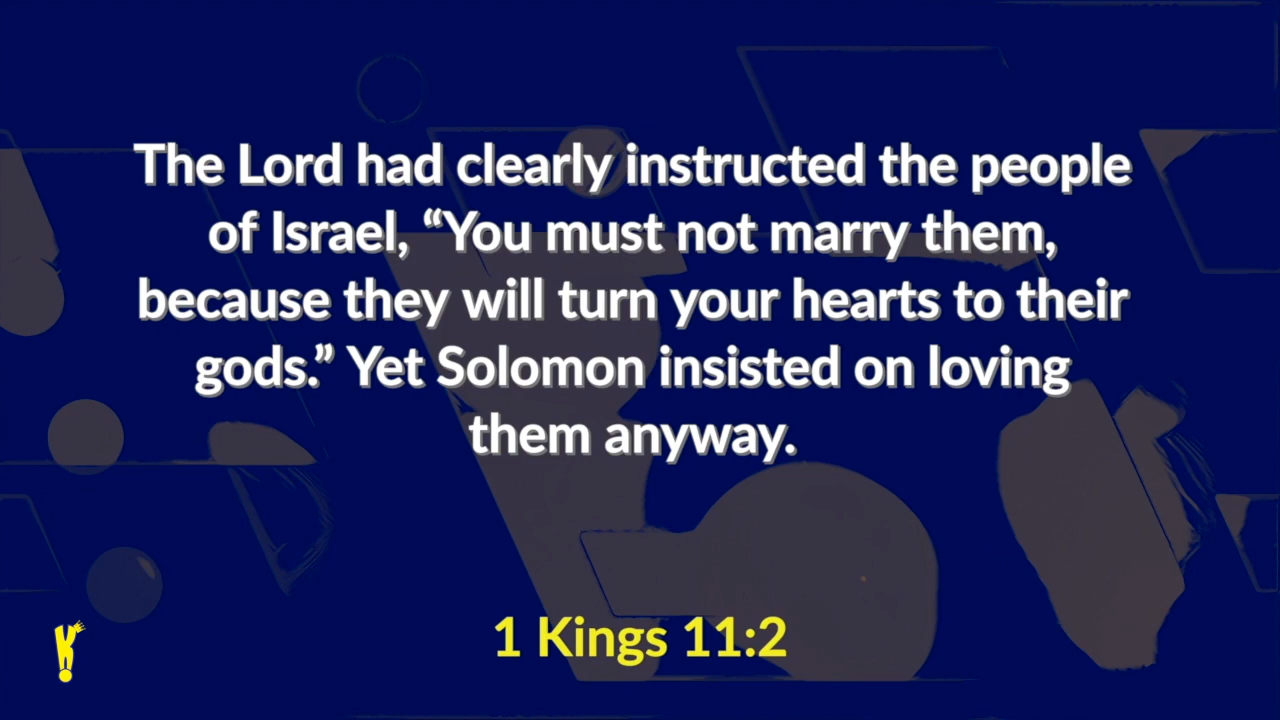 The Lord had clearly instructed the people
of Israel, “You must not marry them,
because they will turn your hearts to their
gods.” Yet Solomon insisted on loving
them anyway.
1 Kings 11:2
K!